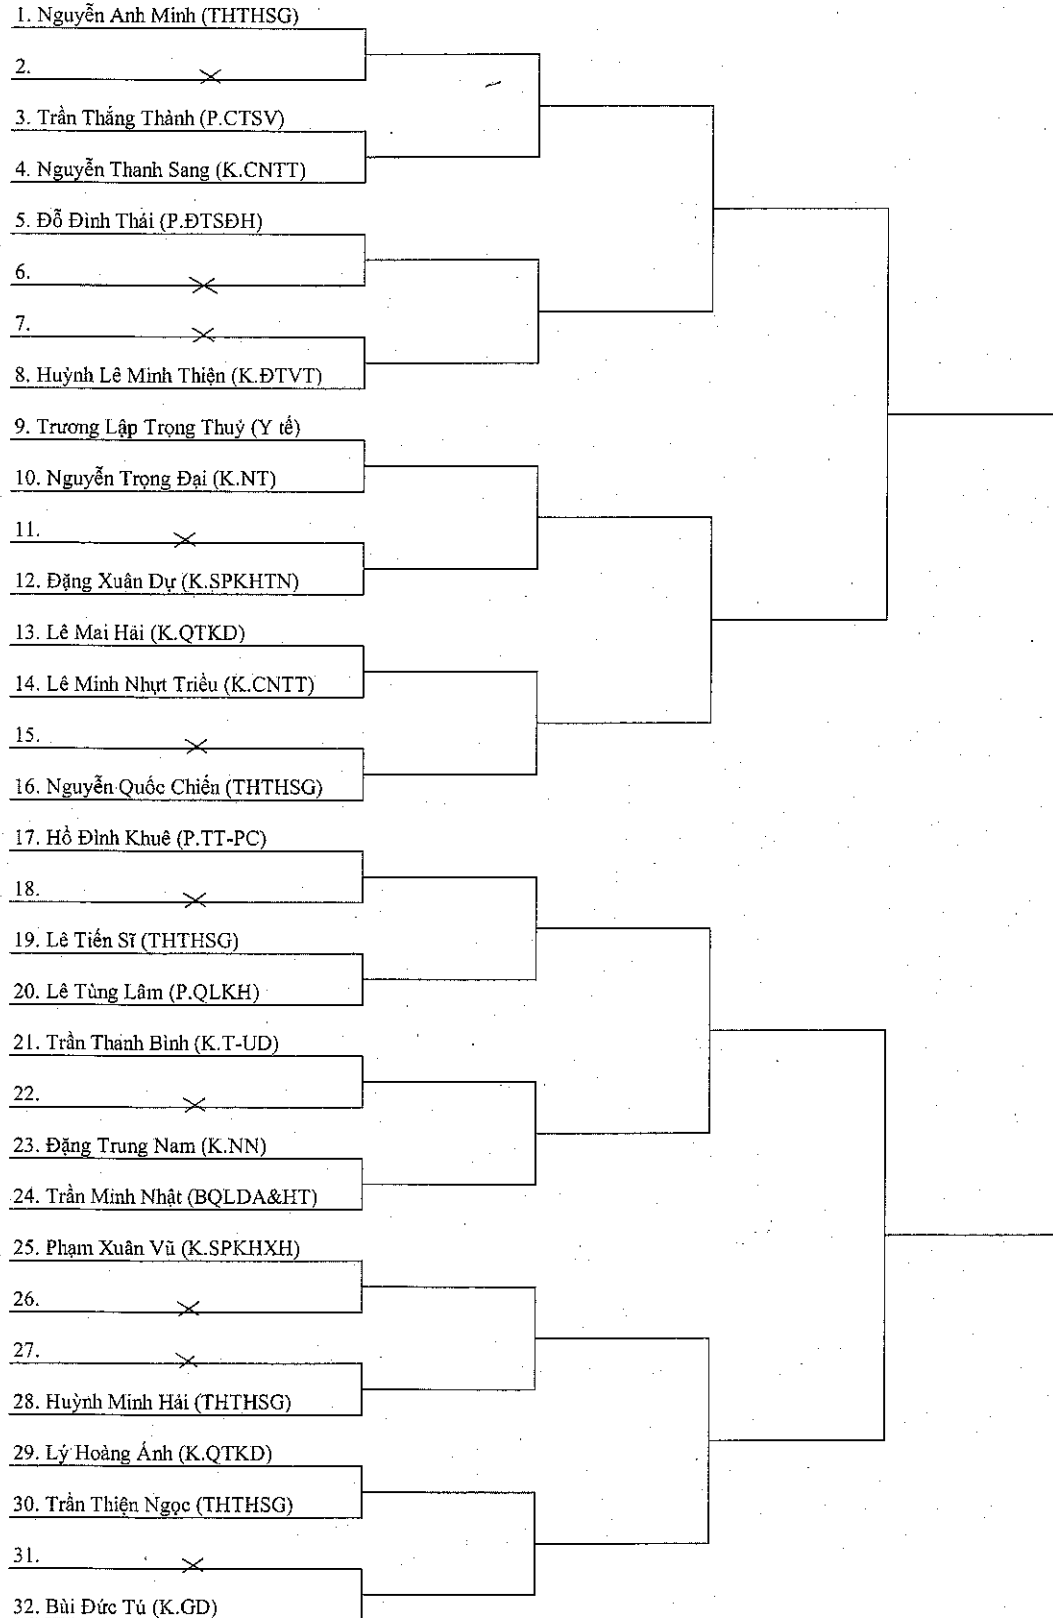 1. Nguyễn Anh Minh (THTHSG)
2.
3. Trần Thắng Thành (P.CTSV)
4. Nguyễn Thanh Sang (K.CNTT)
5. Đỗ Đình Thái (P.ĐTSĐH)
6.
7.
8. Huỳnh Lê Minh Thiện (K.ĐTVT)
9. Trương Lập Trọng Thuỷ (Y tế)
10. Nguyễn Trọng Đại (K.NT)
11.
12. Đặng Xuân Dự (K.SPKHTN)
13. Lê Mai Hải (K.QTKD)
14. Lê Minh Nhựt Triều (K.CNTT)
15.
16. Nguyễn Quốc Chiến (THTHSG)
17. Hồ Đình Khuê (P.TT-PC)
18.
19. Lê Tiến Sĩ (THTHSG)
20. Lê Tùng Lâm (P.QLKH)
21. Trần Thanh Bình (K.T-UD)
22.
23. Đặng Trung Nam (K.NN)
24. Trần Minh Nhật (BQLDA&HT)
25. Phạm Xuân Vũ (K.SPKHXH)
26.
27.
28. Huỳnh Minh Hải (THTHSG)
29. Lý Hoàng Ánh (K.QTKD)
30. Trần Thiện Ngọc (THTHSG)
31.
32. Bùi Đức Tú (K.GD)